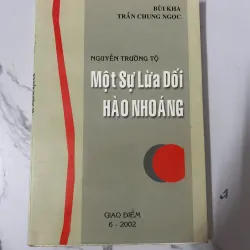 BÙI KHA
TRẦN CHUNG NGỌC
NGUYỄN TRƯỜNG TỘ
Một Sự Lừa Dối
HÀO NHOÁNG
GIAO ĐIỂM
6 - 2002